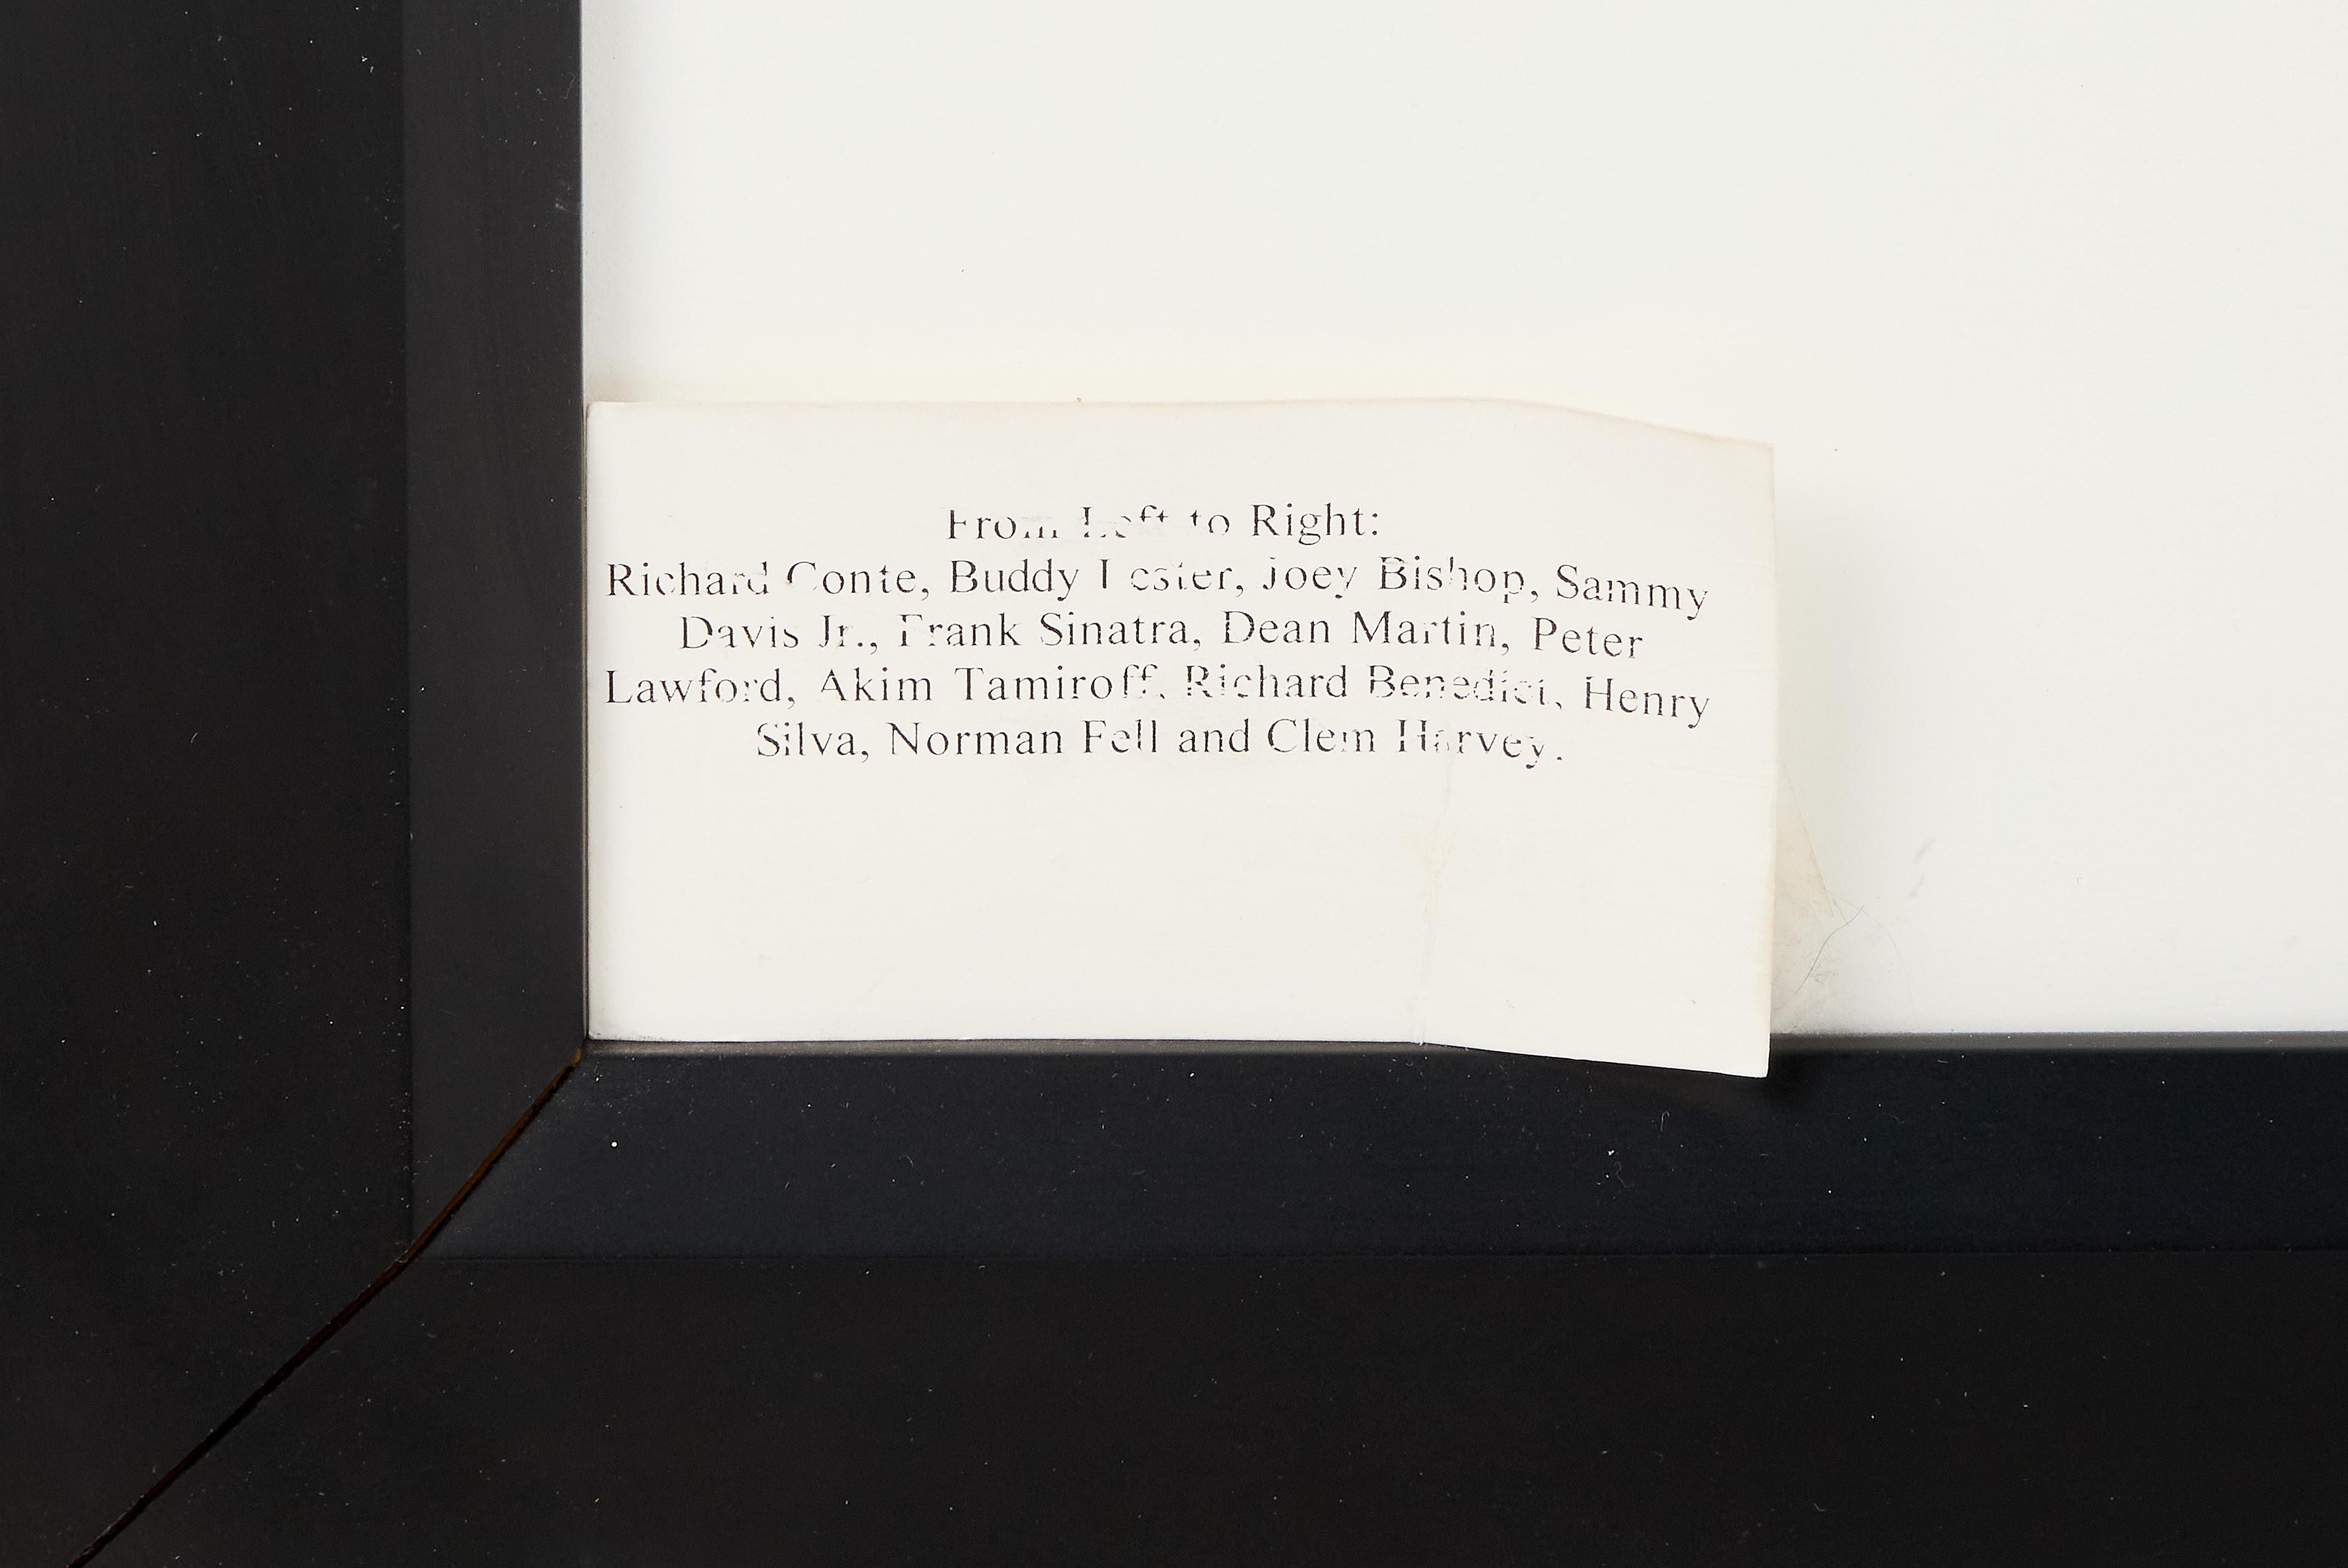 From Left to Right:
Richard Conte, Buddy Lester, Joey Bishop, Sammy
Davis Jr., Frank Sinatra, Dean Martin, Peter
Lawford, Akim Tamiroff, Richard Benedict, Henry
Silva, Norman Fell and Clem Harvey.